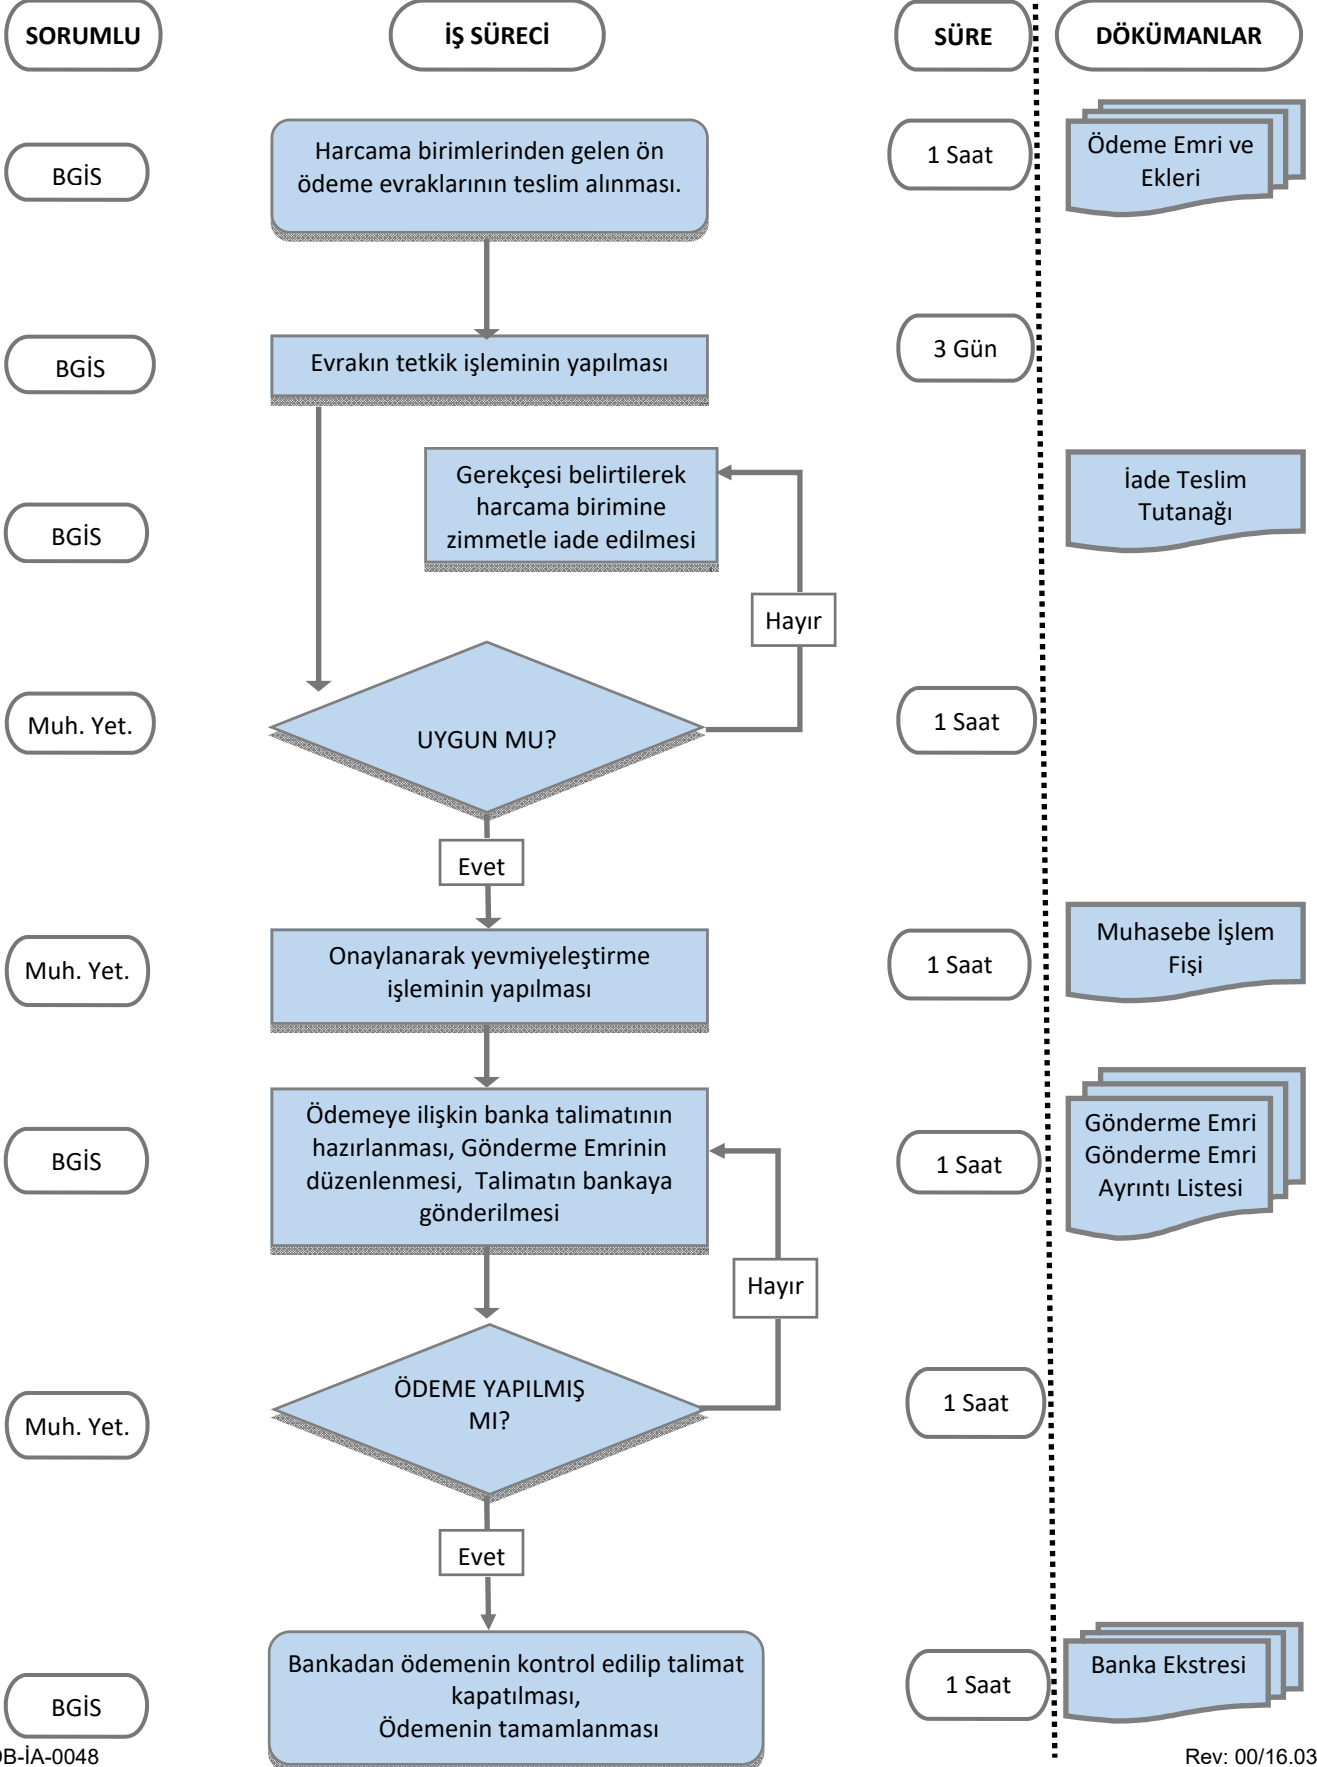 SORUMLU
İŞ SÜRECİ
SÜRE
DÖKÜMANLAR
BGİS
Harcama birimlerinden gelen ön
ödeme evraklarının teslim alınması.
1 Saat
Ödeme Emri ve
Ekleri
BGİS
Evrakın tetkik işleminin yapılması
3 Gün
BGİS
Gerekçesi belirtilerek
harcama birimine
zimmetle iade edilmesi
İade Teslim
Tutanağı
Hayır
Muh. Yet.
UYGUN MU?
1 Saat
Evet
Muh. Yet.
Onaylanarak yevmiyeleştirme
işleminin yapılması
1 Saat
Muhasebe İşlem
Fişi
BGİS
Ödemeye ilişkin banka talimatının
hazırlanması, Gönderme Emrinin
düzenlenmesi,  Talimatın bankaya
gönderilmesi
1 Saat
Gönderme Emri
Gönderme Emri
Ayrıntı Listesi
Hayır
Muh. Yet.
ÖDEME YAPILMIŞ
MI?
1 Saat
Evet
BGİS
Bankadan ödemenin kontrol edilip talimat
kapatılması,
Ödemenin tamamlanması
1 Saat
Banka Ekstresi
DB-İA-0048
Rev: 00/16.03